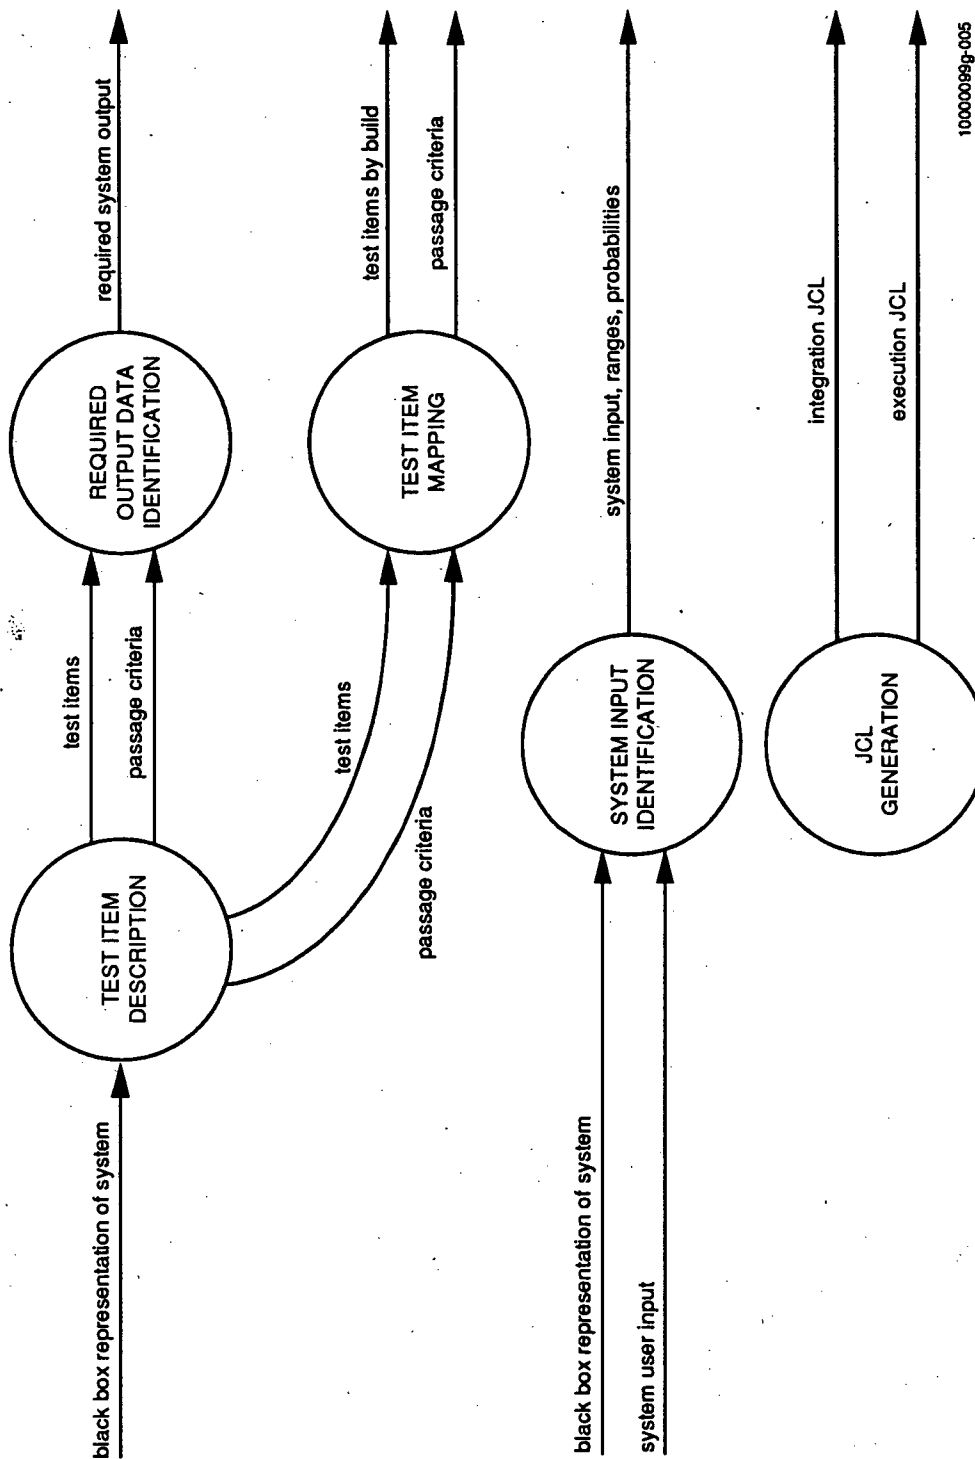 black box representation of system
TEST ITEM
DESCRIPTION
test items
passage criteria
REQUIRED
OUTPUT DATA
IDENTIFICATION
required system output
test items
passage criteria
TEST ITEM
MAPPING
test items by build
passage criteria
black box representation of system
system user input
SYSTEM INPUT
IDENTIFICATION
system input, ranges, probabilities
JCL
GENERATION
integration JCL
execution JCL
10000099g-005